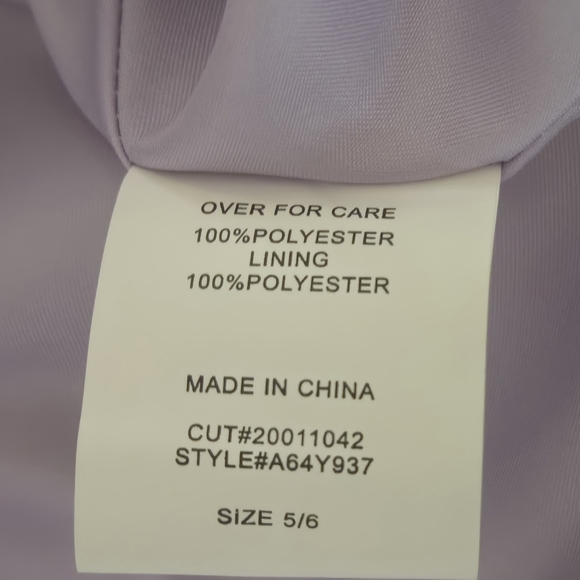 OVER FOR CARE
100%POLYESTER
LINING
100%POLYESTER
MADE IN CHINA
CUT#20011042
STYLE#A64Y937
SiZE 5/6